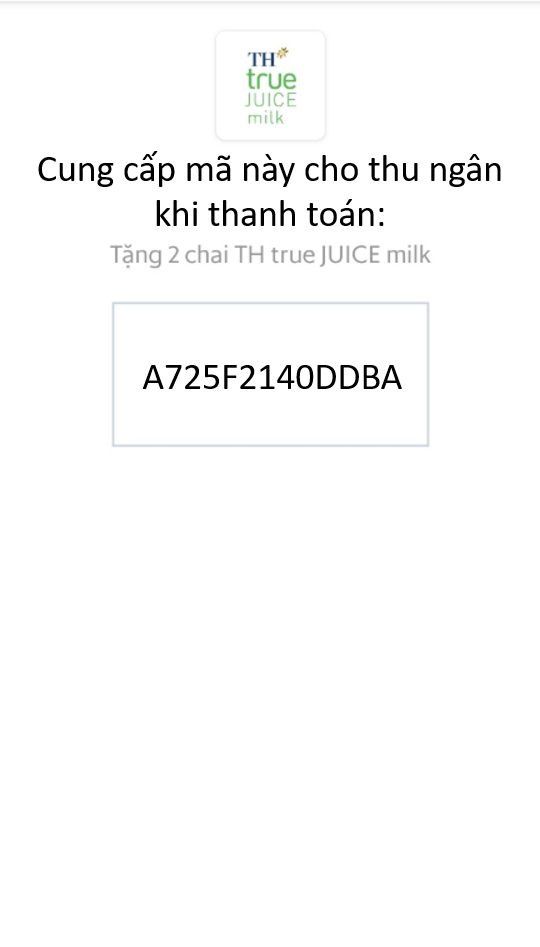 TH
true
JUICE
milk
Cung cấp mã này cho thu ngân
khi thanh toán:
Tặng 2 chai TH true JUICE milk
A725F2140DDBA